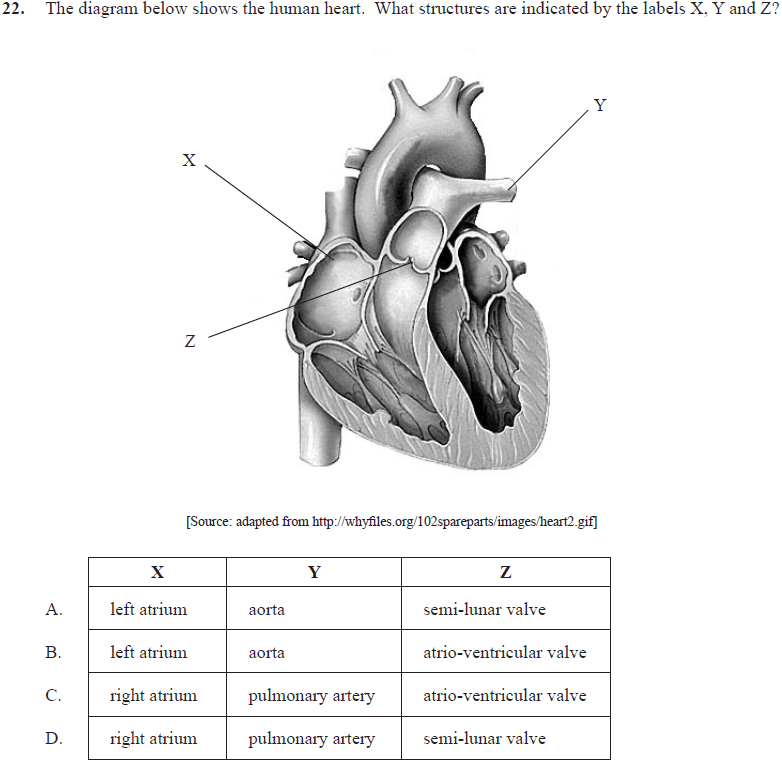 22. The diagram below shows the human heart. What structures are indicated by the labels X, Y and Z?
Y
X
Z
[Source: adapted from http://whyfiles.org/102spareparts/images/heart2.gif]
X Y Z
A. left atrium aorta semi-lunar valve
B. left atrium aorta atrio-ventricular valve
C. right atrium pulmonary artery atrio-ventricular valve
D. right atrium pulmonary artery semi-lunar valve